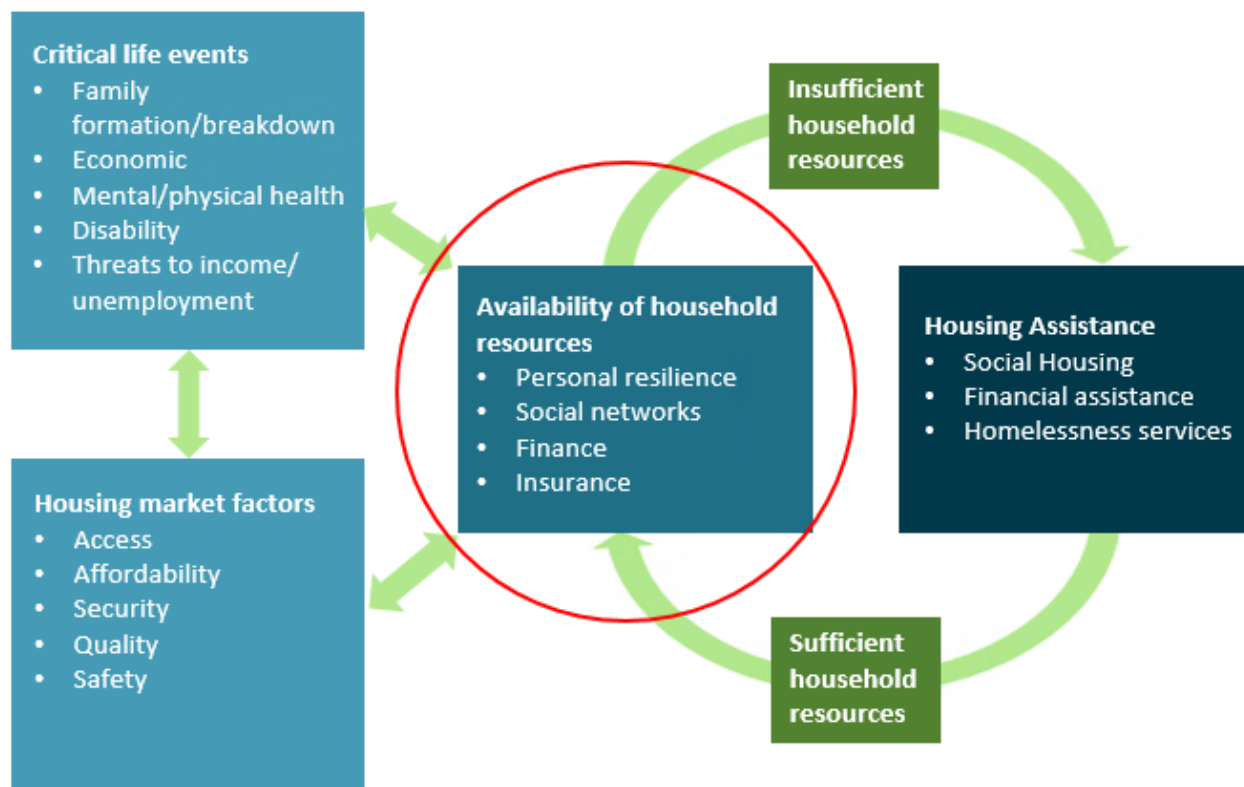 Critical life events
• Family
formation/breakdown
• Economic
• Mental/physical health
• Disability
• Threats to income/
unemployment
Housing market factors
• Access
• Affordability
• Security
• Quality
• Safety
Availability of household
resources
• Personal resilience
• Social networks
• Finance
• Insurance
Insufficient
household
resources
Housing Assistance
• Social Housing
• Financial assistance
• Homelessness services
Sufficient
household
resources